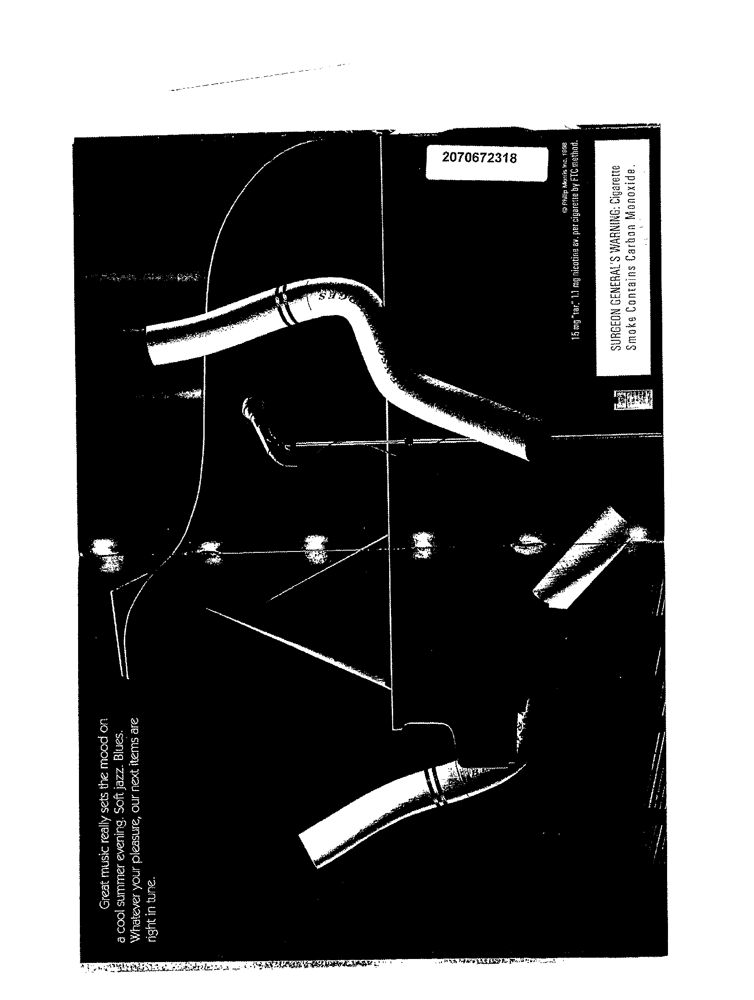 2070672318
© Philip Morris Inc. 1998
15 mg "tar," 1.1 mg nicotine av. per cigarette by FTC method.
SURGEON GENERAL'S WARNING: Cigarette
Smoke Contains Carbon Monoxide.
Great music really sets the mood on
a cool summer evening. Soft jazz. Blues.
Whatever your pleasure, our next items are
right in tune.